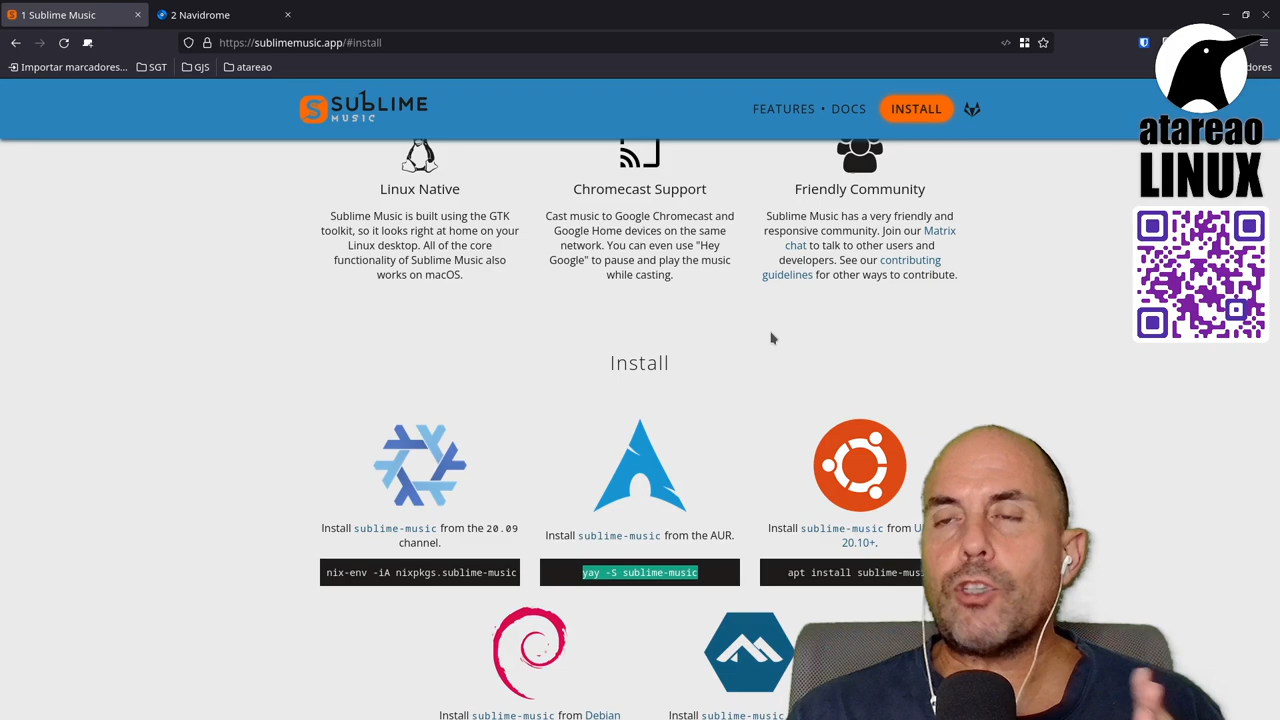 1 Sublime Music
2 Navidrome
https://sublimemusic.app/#install
Importar marcadores...
SGT
GJS
atareao
dores
SUBLIME
MUSIC
FEATURES • DOCS
INSTALL
atareao
LINUX
Linux Native
Sublime Music is built using the GTK
toolkit, so it looks right at home on your
Linux desktop. All of the core
functionality of Sublime Music also
works on macOS.
Chromecast Support
Cast music to Google Chromecast and
Google Home devices on the same
network. You can even use "Hey
Google" to pause and play the music
while casting.
Friendly Community
Sublime Music has a very friendly and
responsive community. Join our Matrix
chat to talk to other users and
developers. See our contributing
guidelines for other ways to contribute.
Install
Install sublime-music from the 20.09
channel.
nix-env -iA nixpkgs.sublime-music
Install sublime-music from the AUR.
yay -S sublime-music
Install sublime-music from
20.10+.
apt install sublime-mus
Install sublime-music from Debian
Install sublime-music